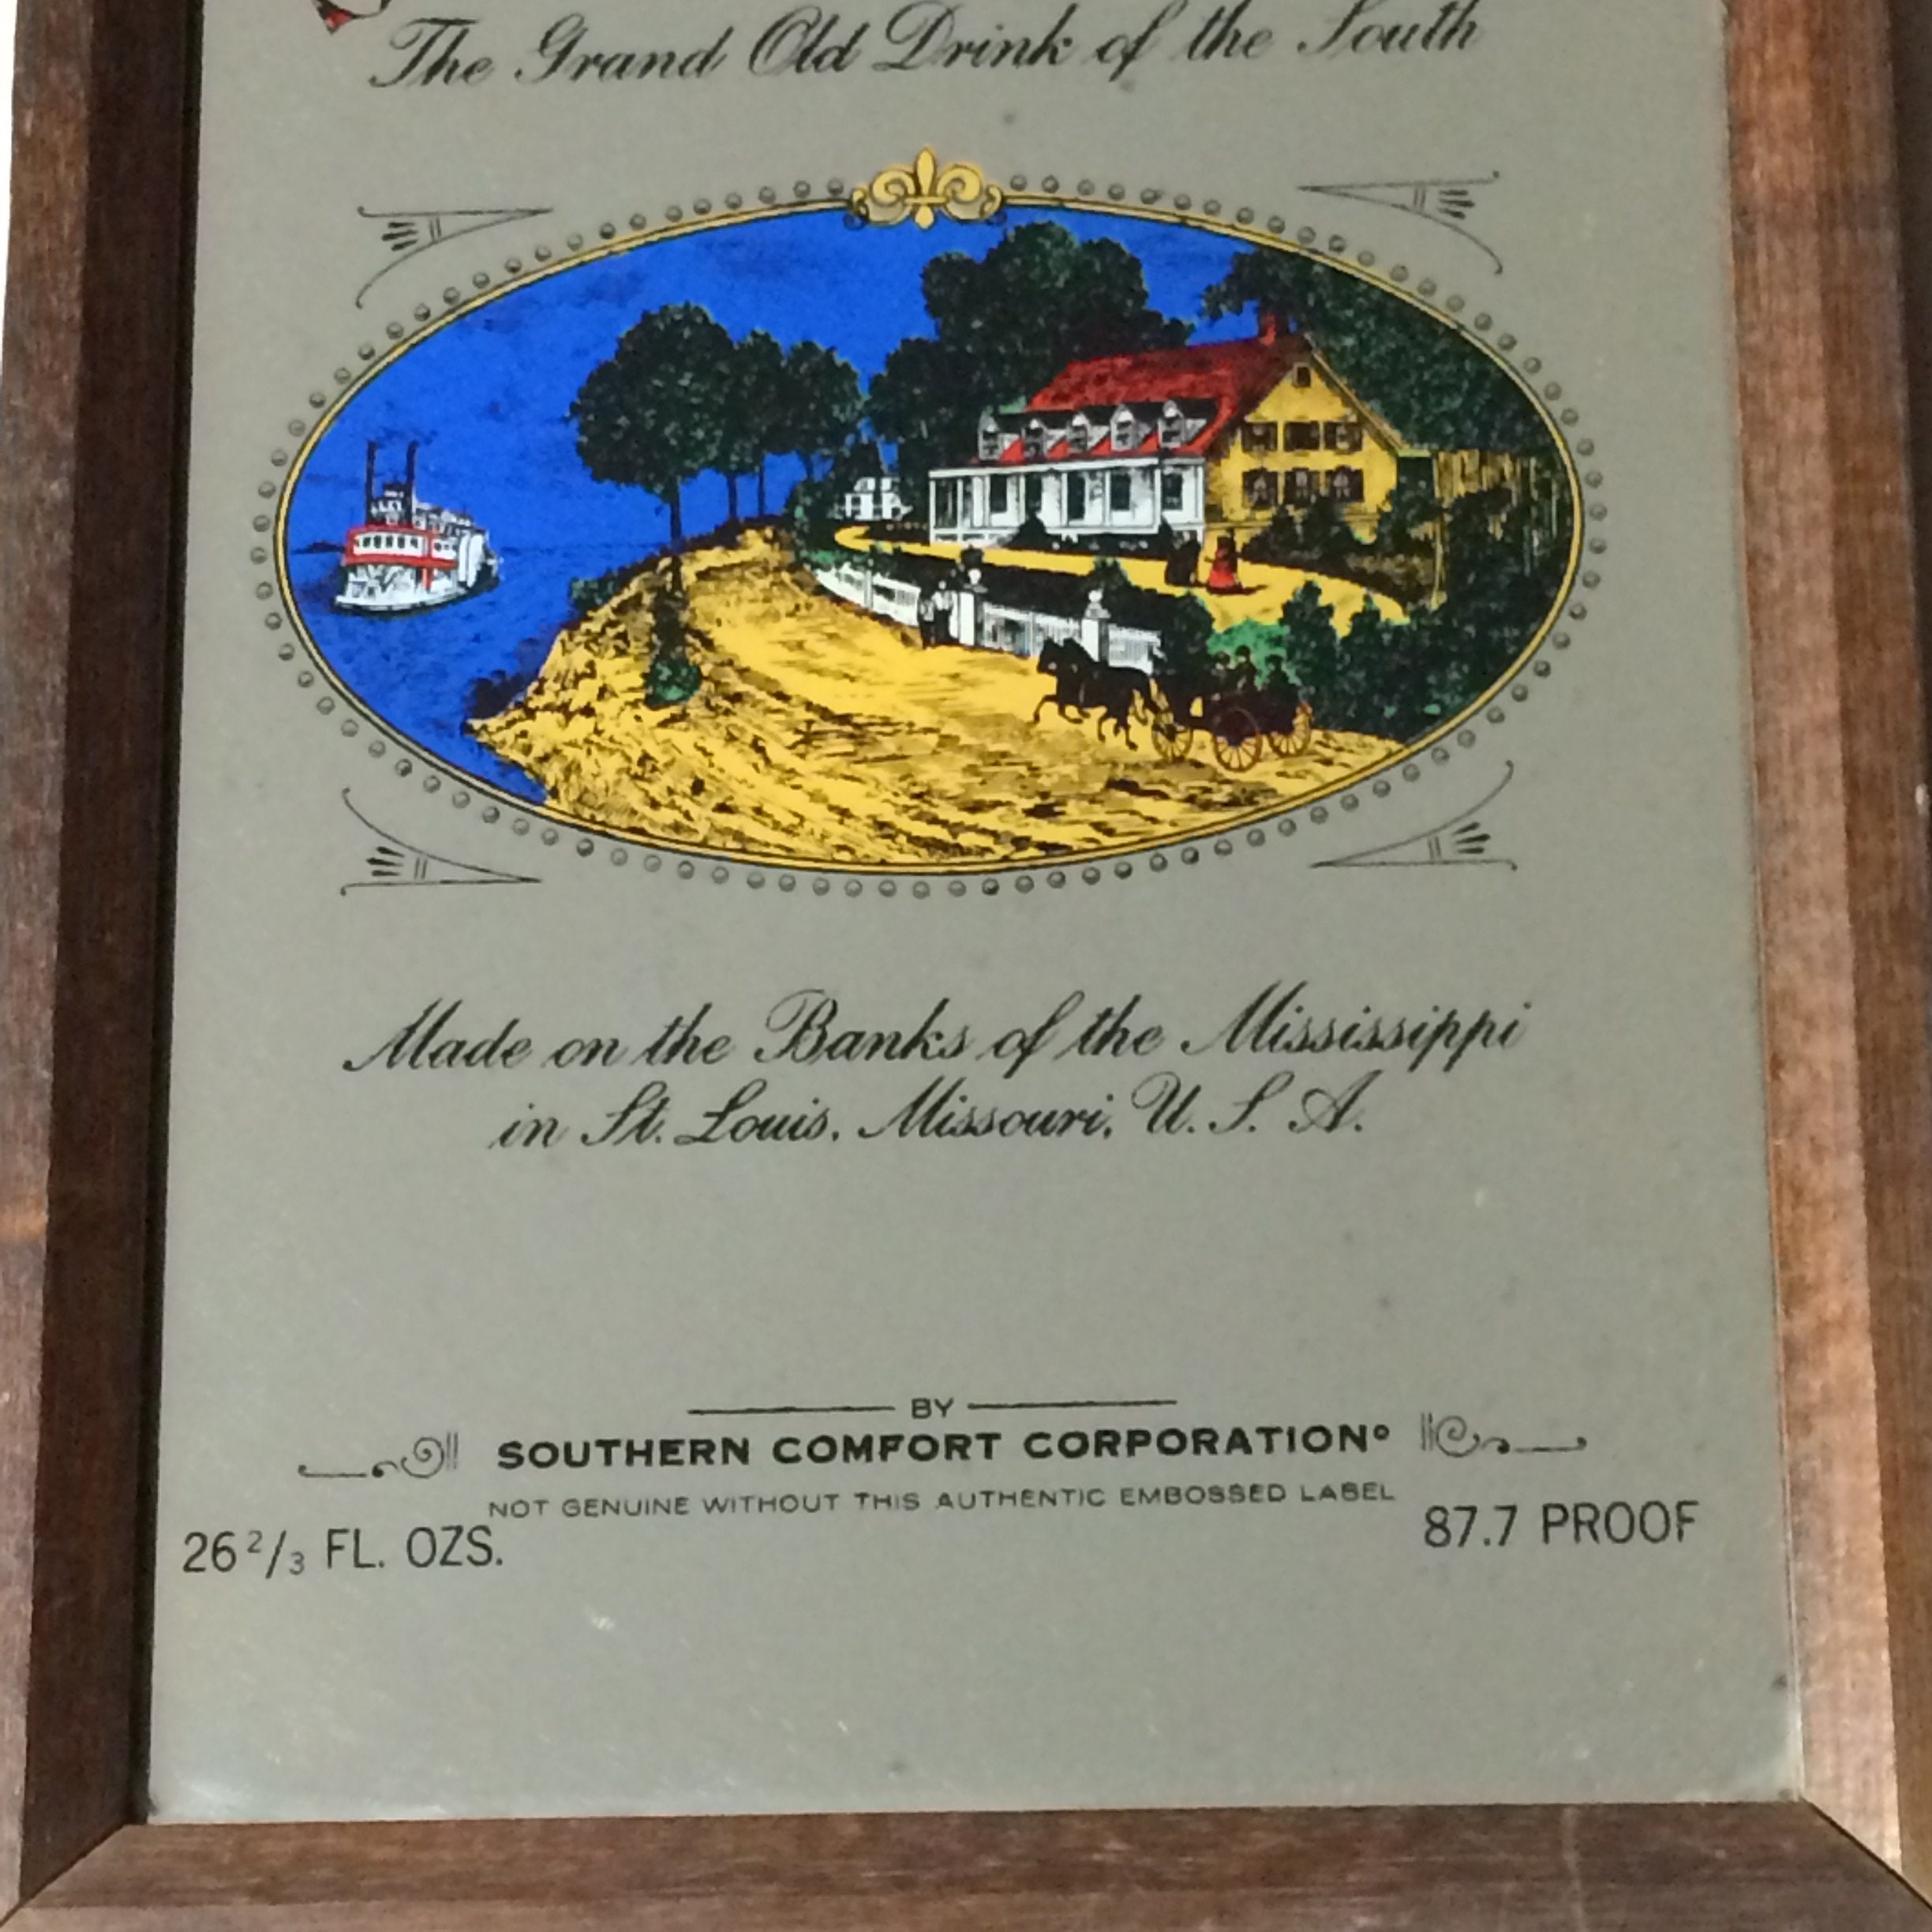 The Grand Old Drink of the South
Made on the Banks of the Mississippi
in St. Louis, Missouri, U. S. A.
BY
SOUTHERN COMFORT CORPORATION®
NOT GENUINE WITHOUT THIS AUTHENTIC EMBOSSED LABEL
26 2/3 FL. OZS.
87.7 PROOF